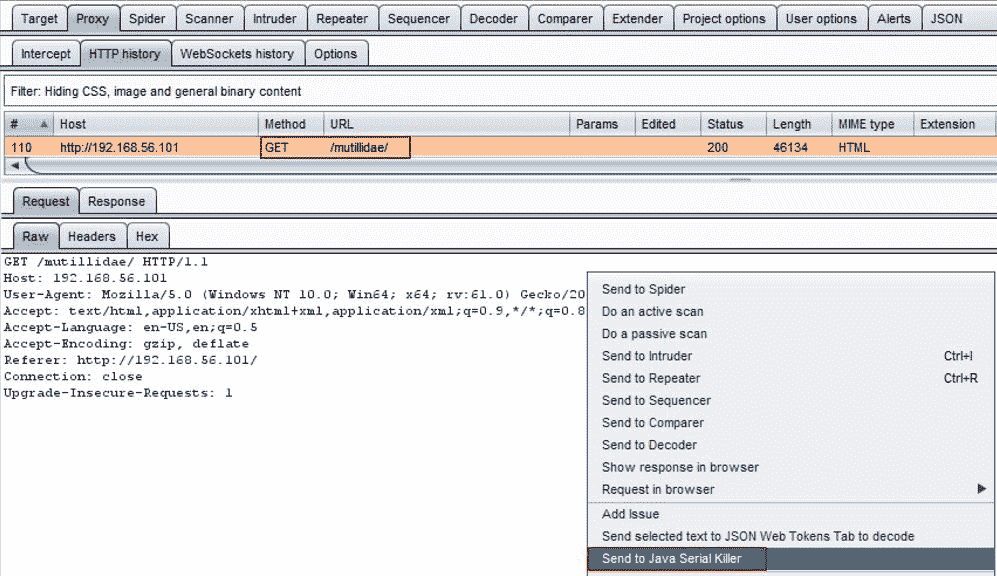 Target Proxy Spider Scanner Intruder Repeater Sequencer Decoder Comparer Extender Project options User options Alerts JSON
Intercept HTTP history WebSockets history Options
Filter: Hiding CSS, image and general binary content
# Host Method URL Params Edited Status Length MIME type Extension
110 http://192.168.56.101 GET /mutillidae/ 200 46134 HTML
Request Response
Raw Headers Hex
GET /mutillidae/ HTTP/1.1
Host: 192.168.56.101
User-Agent: Mozilla/5.0 (Windows NT 10.0; Win64; x64; rv:61.0) Gecko/20
Accept: text/html,application/xhtml+xml,application/xml;q=0.9,*/*;q=0.8
Accept-Language: en-US,en;q=0.5
Accept-Encoding: gzip, deflate
Referer: http://192.168.56.101/
Connection: close
Upgrade-Insecure-Requests: 1
Send to Spider
Do an active scan
Do a passive scan
Send to Intruder Ctrl+I
Send to Repeater Ctrl+R
Send to Sequencer
Send to Comparer
Send to Decoder
Show response in browser
Request in browser
Add Issue
Send selected text to JSON Web Tokens Tab to decode
Send to Java Serial Killer